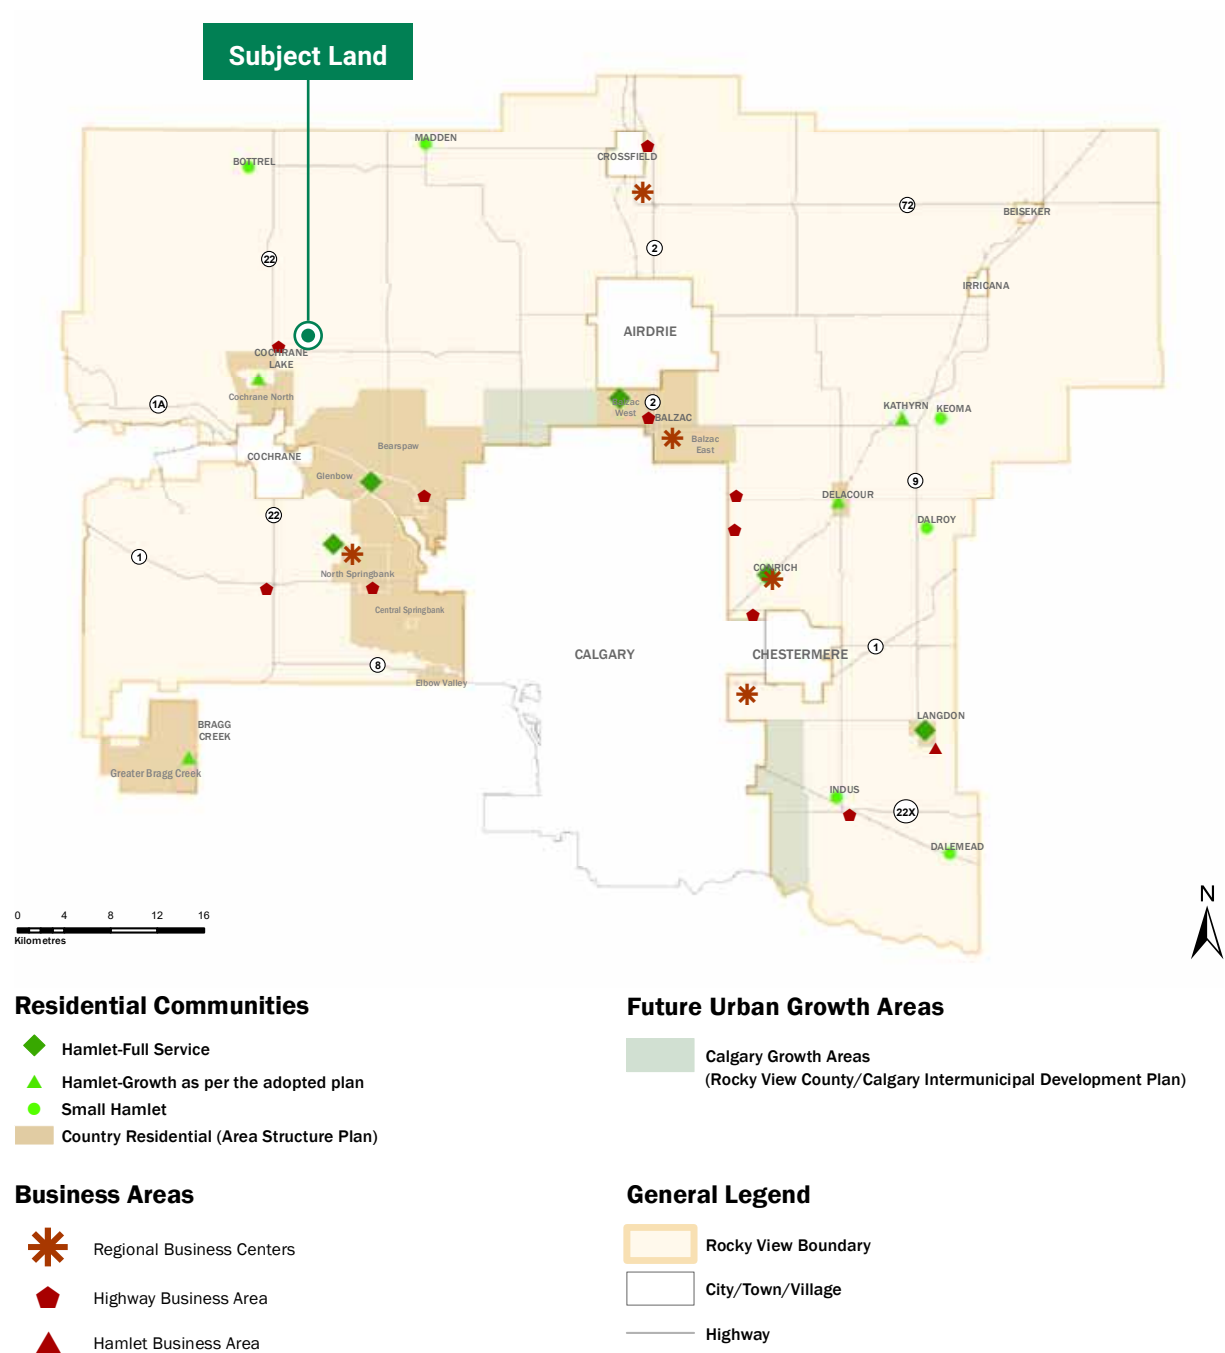 Subject Land
MADDEN
BOTTREL
CROSSFIELD
72
BEISEKER
2
22
IRRICANA
AIRDRIE
COCHRANE
LAKE
Cochrane North
1A
West
2
BALZAC
KATHYRN
KEOMA
Bearspaw
Balzac
East
COCHRANE
Glenbow
9
DELACOUR
22
DALROY
1
CONRICH
North Springbank
Central Springbank
CALGARY
CHESTERMERE
1
8
Elbow Valley
LANGDON
BRAGG
CREEK
Greater Bragg Creek
INDUS
22X
DALEMEAD
N
0 4 8 12 16
Kilometres
Residential Communities
Hamlet-Full Service
Hamlet-Growth as per the adopted plan
Small Hamlet
Country Residential (Area Structure Plan)
Future Urban Growth Areas
Calgary Growth Areas
(Rocky View County/Calgary Intermunicipal Development Plan)
Business Areas
Regional Business Centers
Highway Business Area
Hamlet Business Area
General Legend
Rocky View Boundary
City/Town/Village
Highway